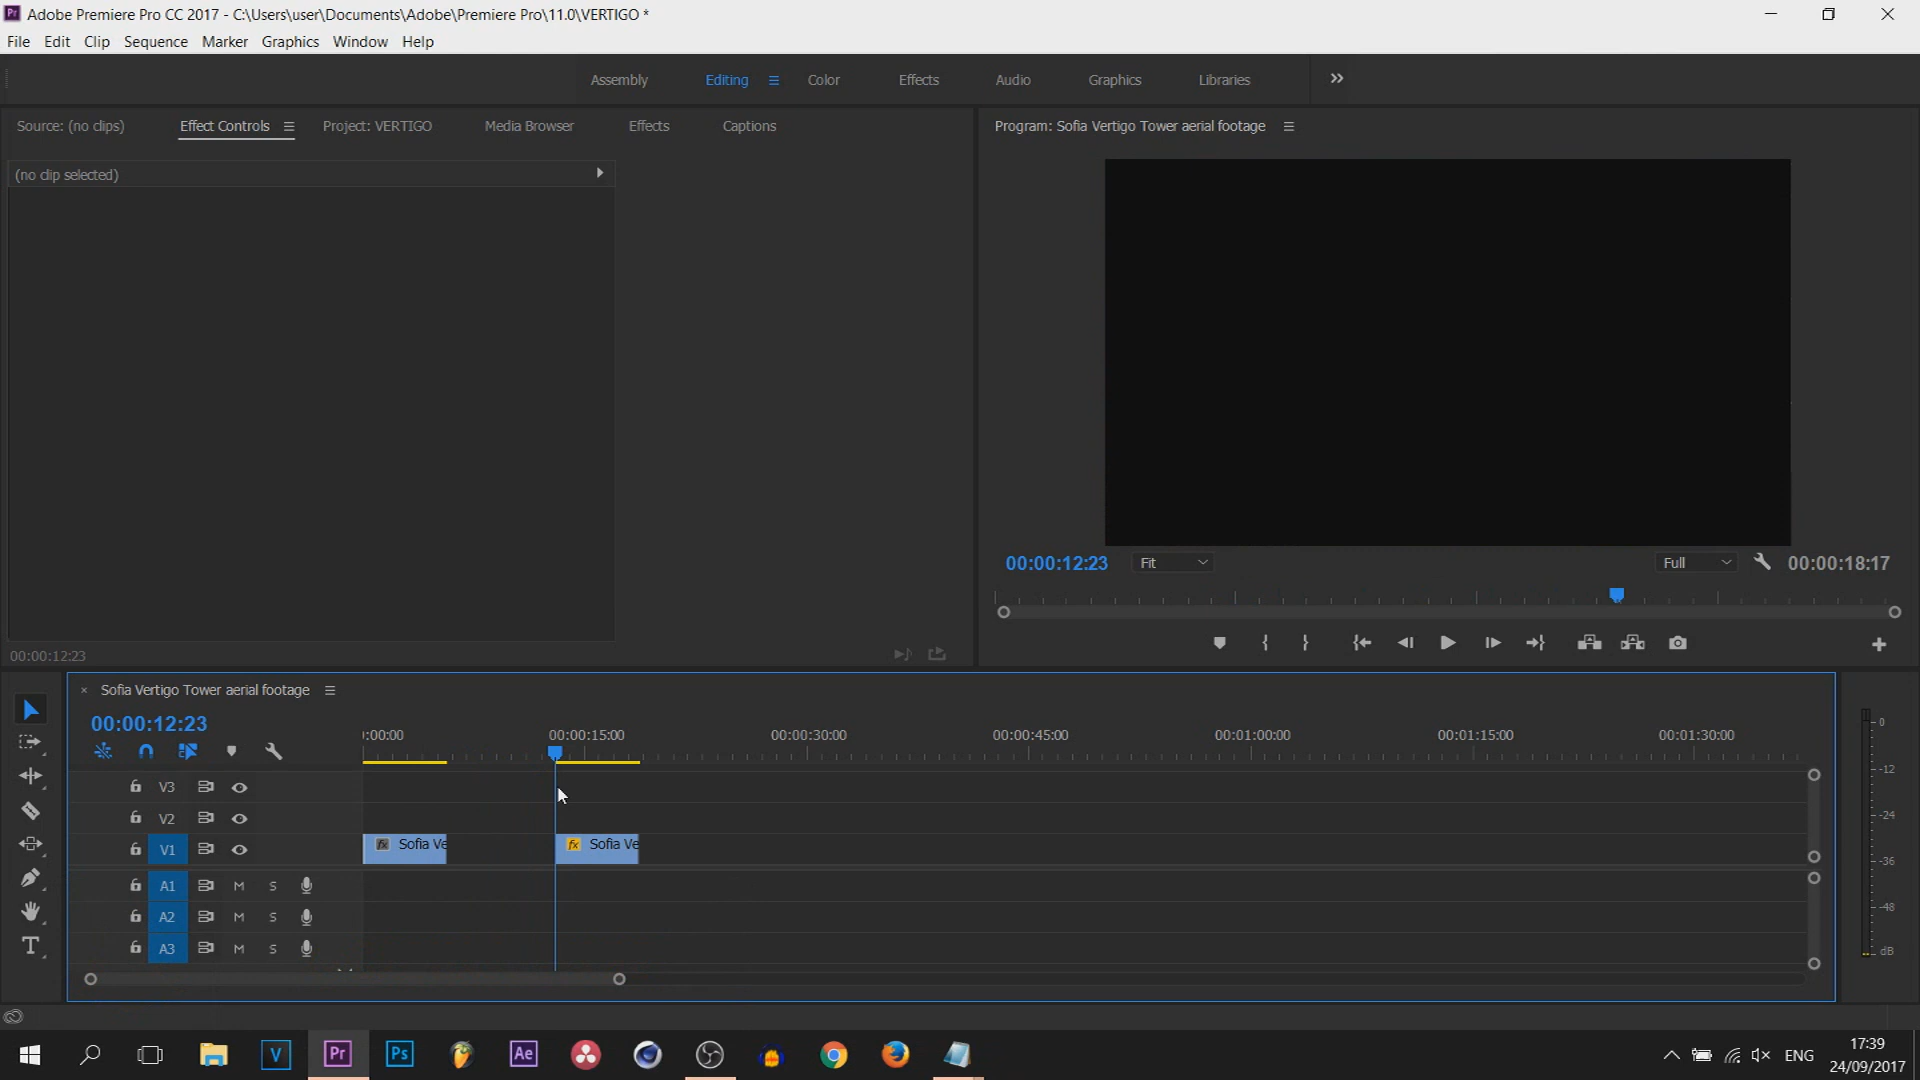 Pr Adobe Premiere Pro CC 2017 - C:\Users\user\Documents\Adobe\Premiere Pro\11.0\VERTIGO *
File Edit Clip Sequence Marker Graphics Window Help
Assembly Editing Color Effects Audio Graphics Libraries
Source: (no clips) Effect Controls Project: VERTIGO Media Browser Effects Captions
Program: Sofia Vertigo Tower aerial footage
(no clip selected)
00:00:12:23 Fit Full 00:00:18:17
00:00:12:23
× Sofia Vertigo Tower aerial footage
00:00:12:23
:00:00 00:00:15:00 00:00:30:00 00:00:45:00 00:01:00:00 00:01:15:00 00:01:30:00
V3
V2
V1 fx Sofia Ve fx Sofia Ve
A1 M S
A2 M S
A3 M S
0
-12
-24
-36
-48
dB
V Pr Ps Ae ENG 17:39
24/09/2017